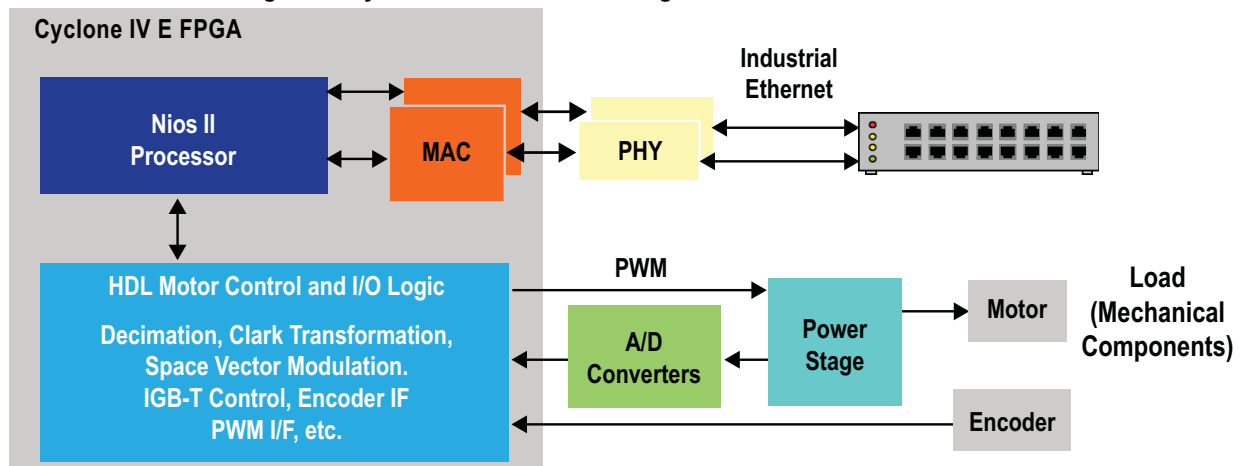 Cyclone IV E FPGA
Industrial
Ethernet
Nios II
Processor
MAC
PHY
HDL Motor Control and I/O Logic
Decimation, Clark Transformation,
Space Vector Modulation.
IGB-T Control, Encoder IF
PWM I/F, etc.
PWM
A/D
Converters
Power
Stage
Motor
Encoder
Load
(Mechanical
Components)